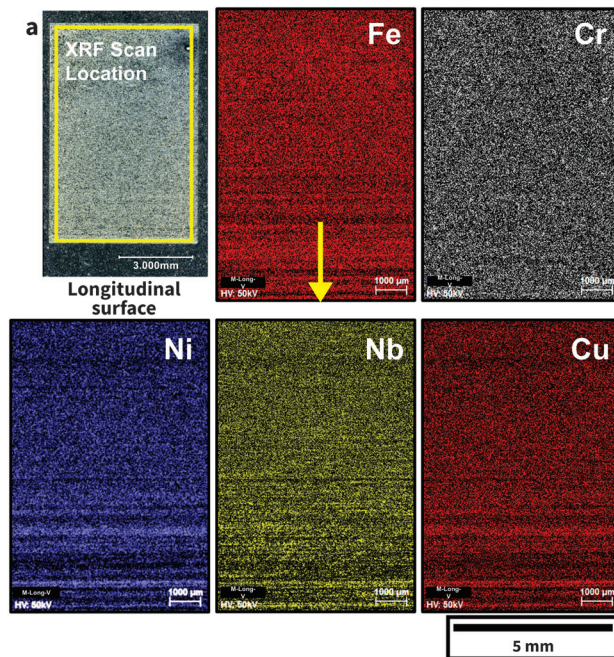 a
XRF Scan
Location
3.000mm
Longitudinal
surface
Fe
M-Long-
V
HV: 50kV
1000 µm
Cr
M-Long-
V
HV: 50kV
1000 µm
Ni
M-Long-V
HV: 50kV
1000 µm
Nb
M-Long-
V
HV: 50kV
1000 µm
Cu
M-Long-V
HV: 50kV
1000 µm
5 mm